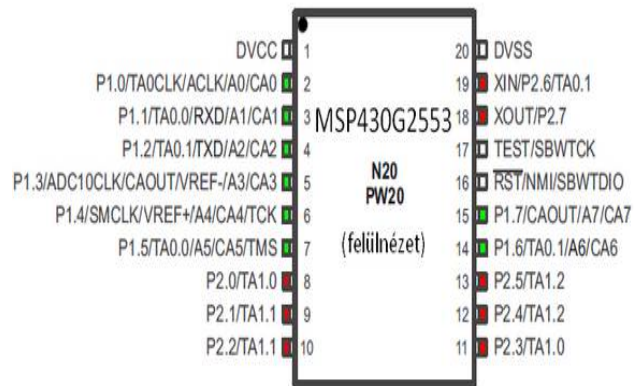 DVCC 1 20 DVSS
P1.0/TA0CLK/ACLK/A0/CA0 2 19 XIN/P2.6/TA0.1
P1.1/TA0.0/RXD/A1/CA1 3 18 XOUT/P2.7
MSP430G2553
P1.2/TA0.1/TXD/A2/CA2 4 17 TEST/SBWTCK
N20
P1.3/ADC10CLK/CAOUT/VREF-/A3/CA3 5 16 RST/NMI/SBWTDIO
PW20
P1.4/SMCLK/VREF+/A4/CA4/TCK 6 15 P1.7/CAOUT/A7/CA7
P1.5/TA0.0/A5/CA5/TMS 7 14 P1.6/TA0.1/A6/CA6
(felülnézet)
P2.0/TA1.0 8 13 P2.5/TA1.2
P2.1/TA1.1 9 12 P2.4/TA1.2
P2.2/TA1.1 10 11 P2.3/TA1.0